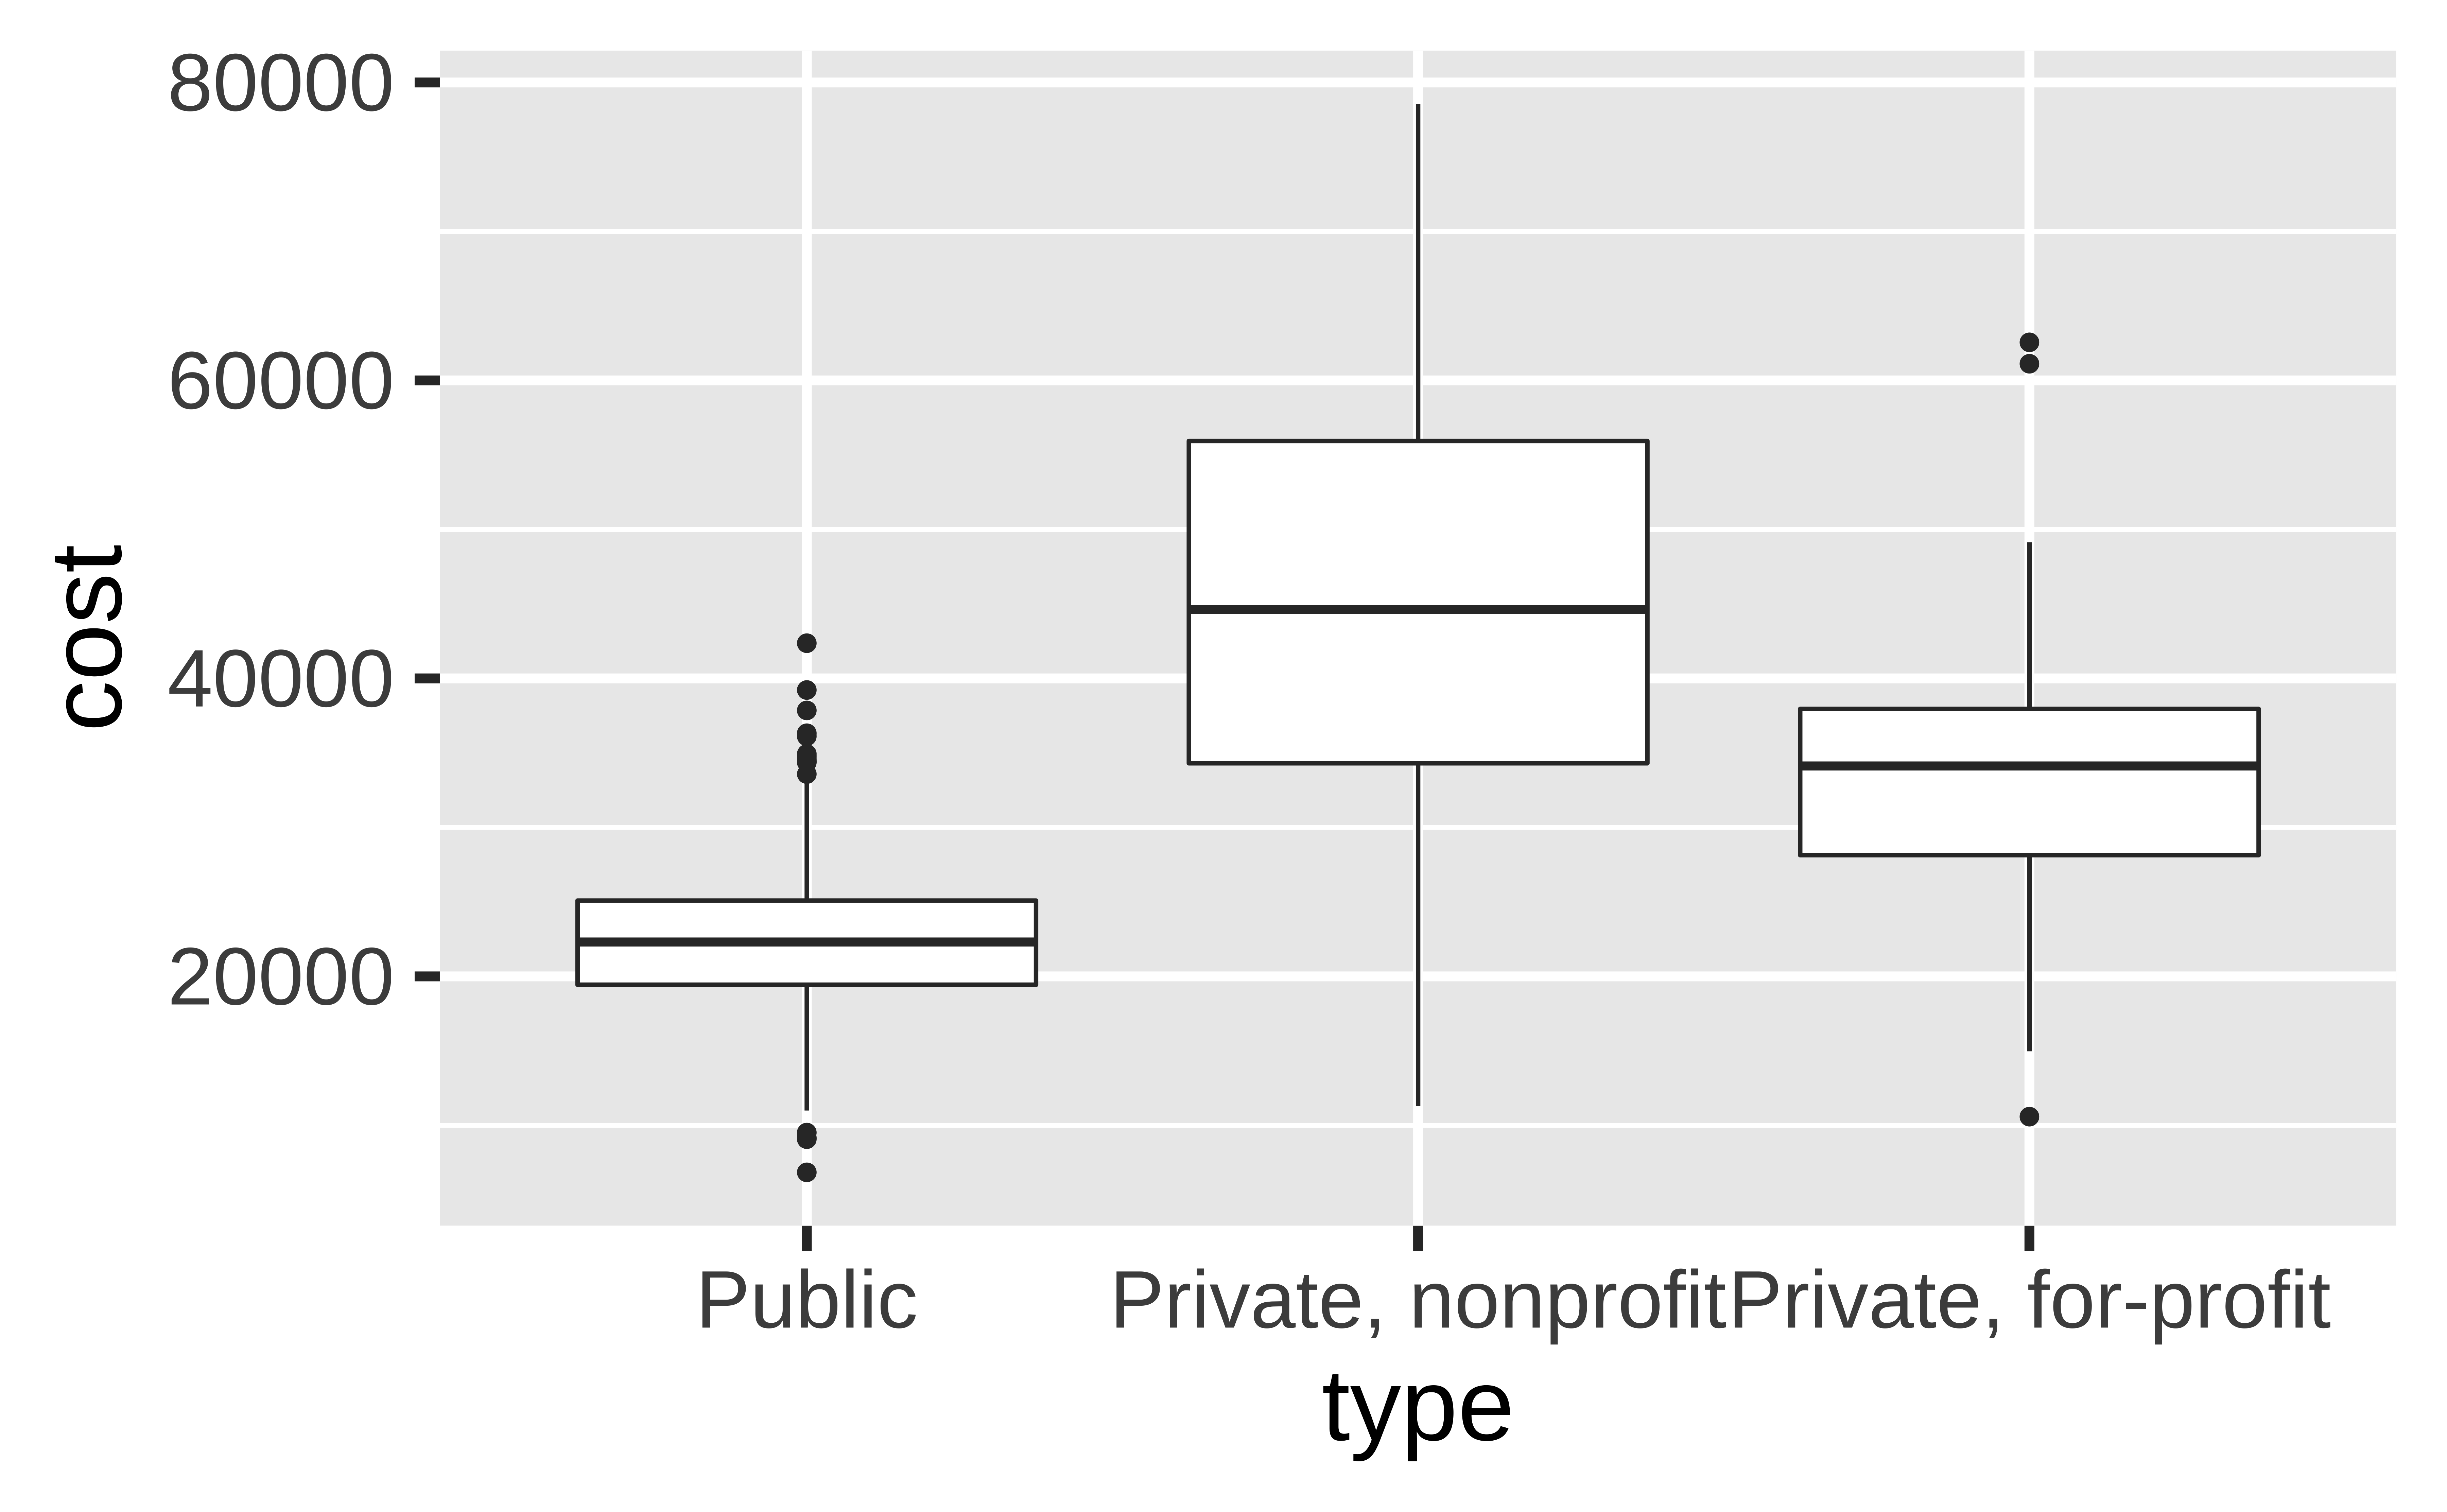 80000
60000
40000
20000
cost
Public Private, nonprofit Private, for-profit
type